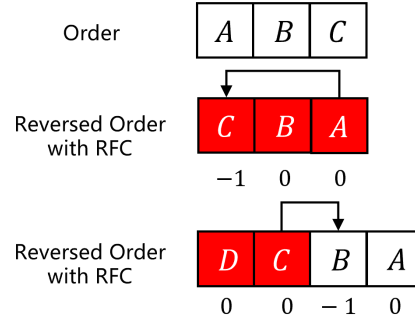 Order
A B C
Reversed Order
with RFC
C B A
−1 0 0
Reversed Order
with RFC
D C B A
0 0 −1 0